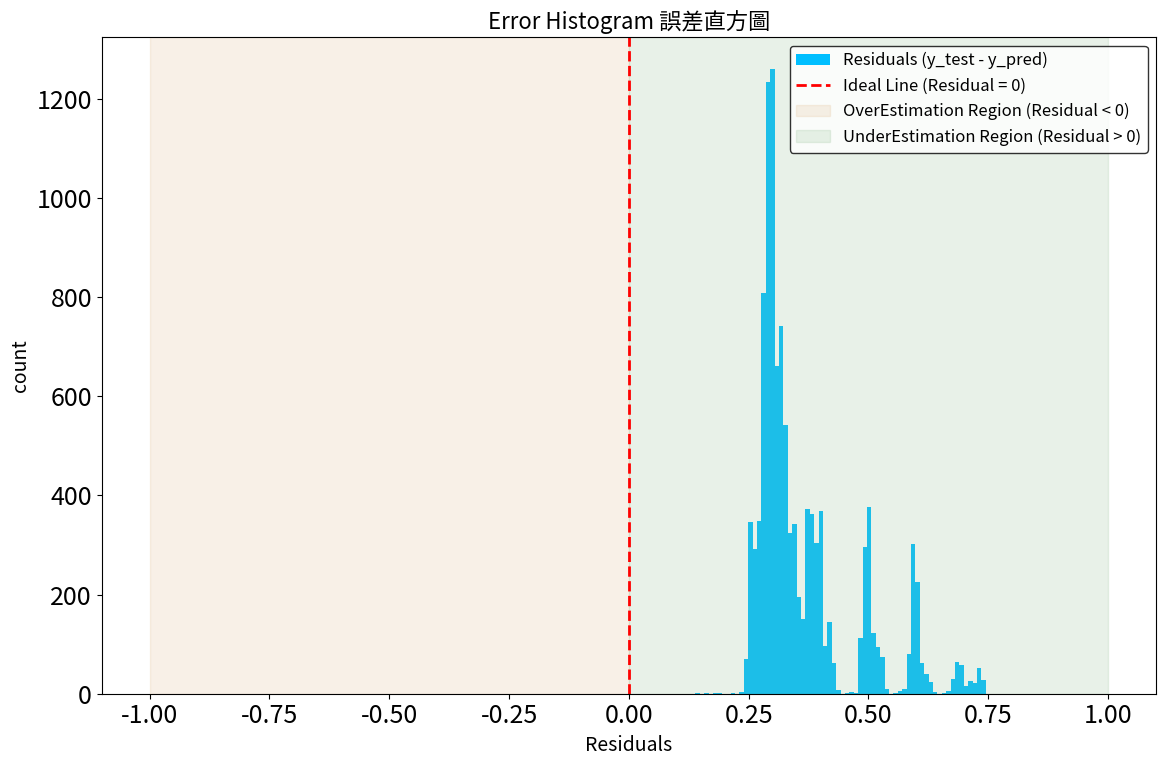 Error Histogram 誤差直方圖
Residuals (y_test - y_pred)
Ideal Line (Residual = 0)
OverEstimation Region (Residual < 0)
UnderEstimation Region (Residual > 0)
count
1200
1000
800
600
400
200
0
-1.00 -0.75 -0.50 -0.25 0.00 0.25 0.50 0.75 1.00
Residuals